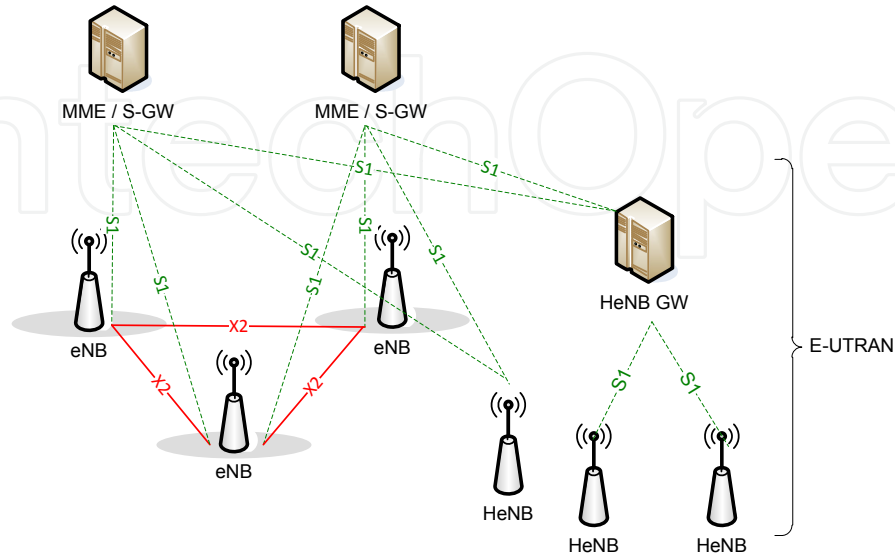 MME / S-GW
MME / S-GW
S1
S1
HeNB GW
S1
S1
S1
S1
S1
S1
eNB
X2
eNB
E-UTRAN
X2
X2
S1
S1
eNB
HeNB
HeNB
HeNB
IntechOpe